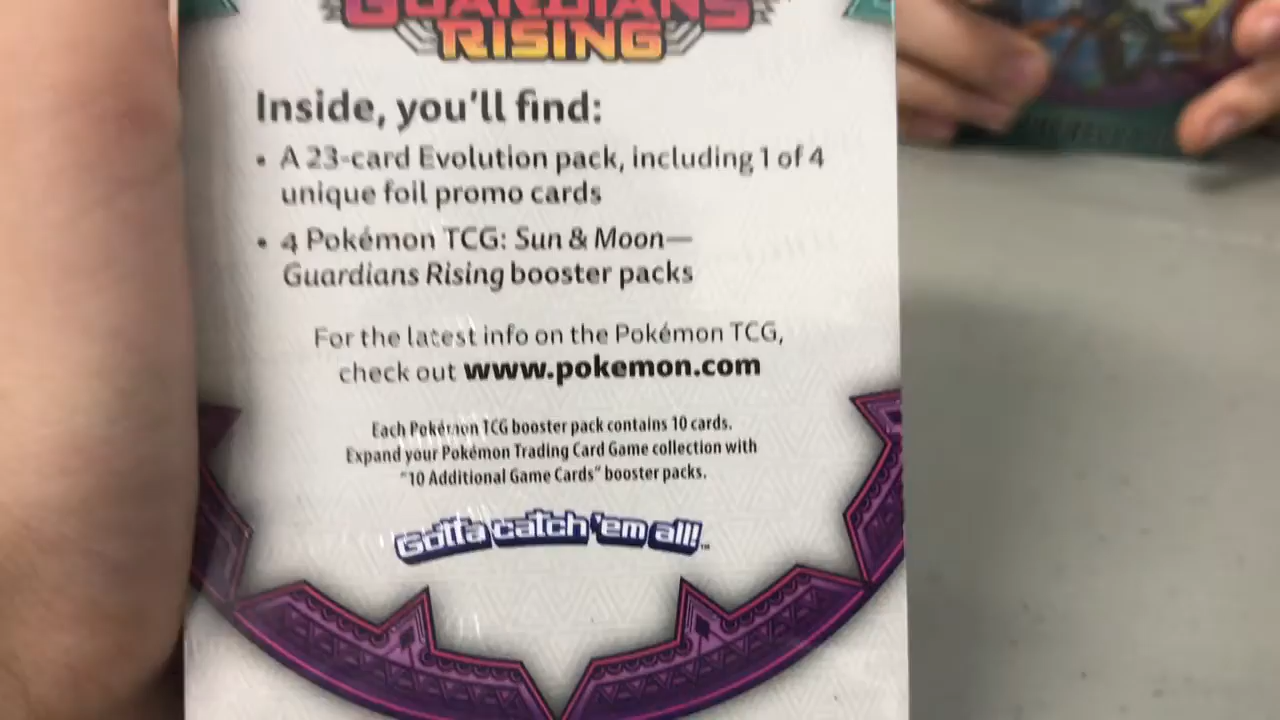 GUARDIANS
RISING
Inside, you'll find:
• A 23-card Evolution pack, including 1 of 4
unique foil promo cards
• 4 Pokémon TCG: Sun & Moon—
Guardians Rising booster packs
For the latest info on the Pokémon TCG,
check out www.pokemon.com
Each Pokémon TCG booster pack contains 10 cards.
Expand your Pokémon Trading Card Game collection with
"10 Additional Game Cards" booster packs.
Gotta catch 'em all!™